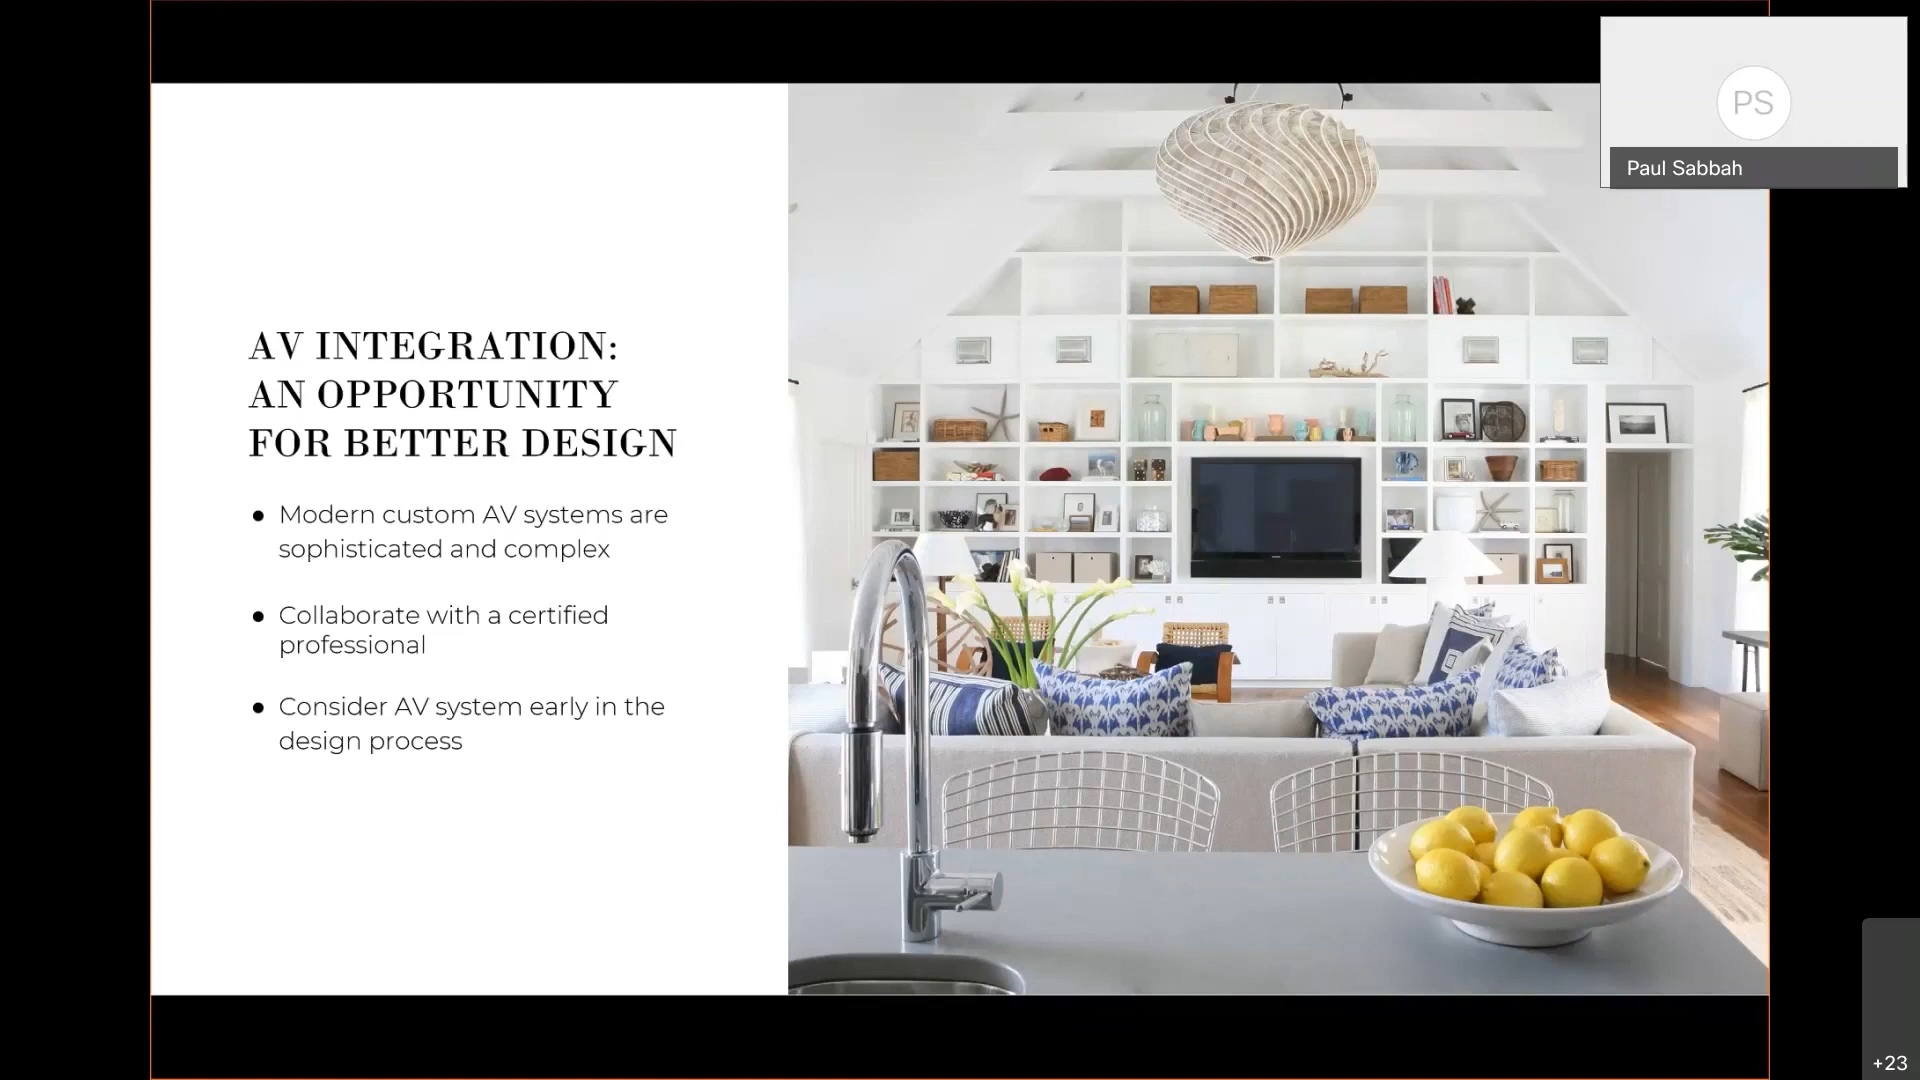 PS
Paul Sabbah
AV INTEGRATION:
AN OPPORTUNITY
FOR BETTER DESIGN
● Modern custom AV systems are
sophisticated and complex
● Collaborate with a certified
professional
● Consider AV system early in the
design process
+23